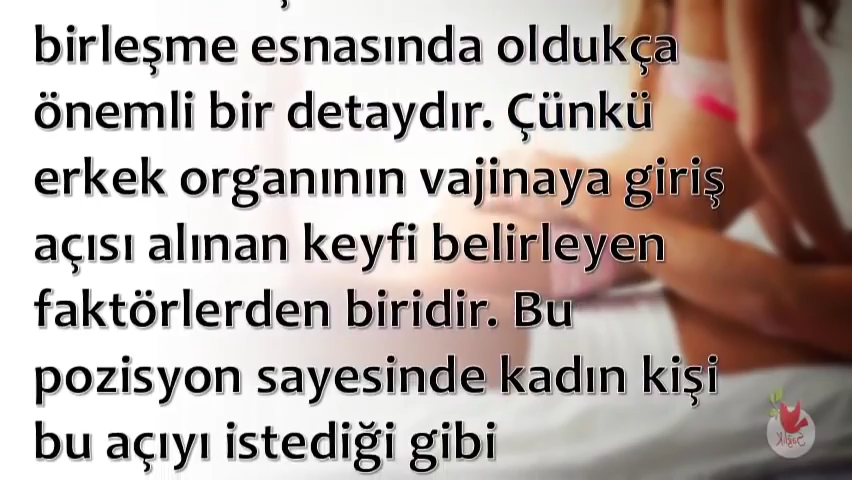 birleşme esnasında oldukça
önemli bir detaydır. Çünkü
erkek organının vajinaya giriş
açısı alınan keyfi belirleyen
faktörlerden biridir. Bu
pozisyon sayesinde kadın kişi
bu açıyı istediği gibi